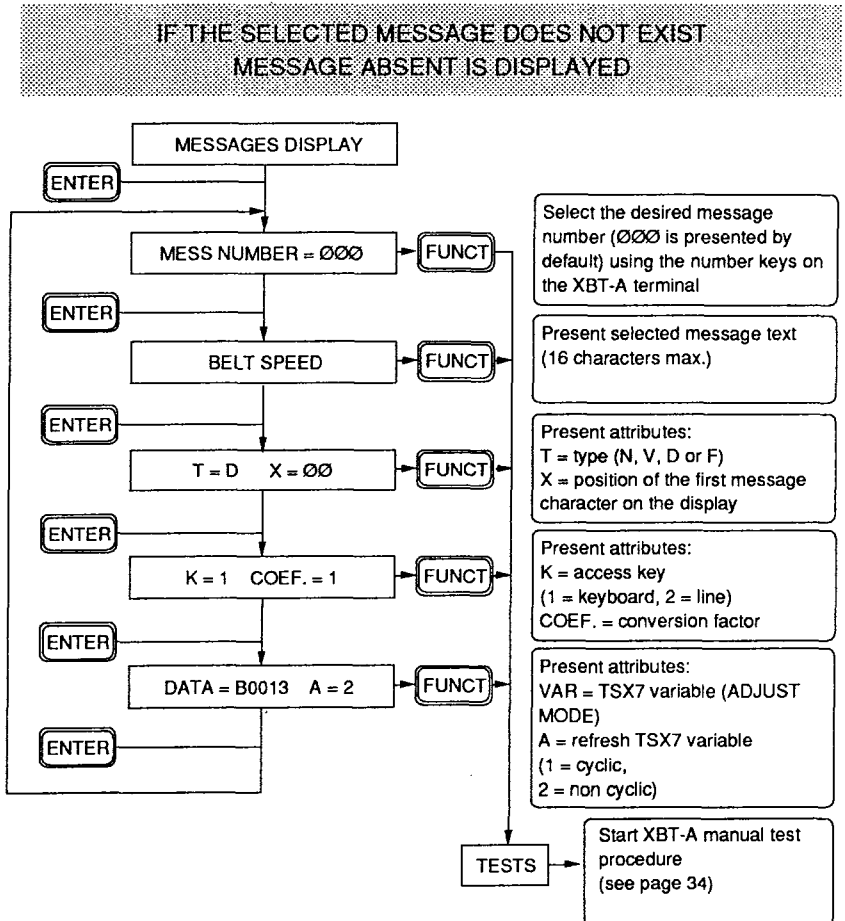 IF THE SELECTED MESSAGE DOES NOT EXIST
MESSAGE ABSENT IS DISPLAYED
MESSAGES DISPLAY
ENTER
MESS NUMBER = ØØØ
FUNCT
Select the desired message
number (ØØØ is presented by
default) using the number keys on
the XBT-A terminal
ENTER
BELT SPEED
FUNCT
Present selected message text
(16 characters max.)
ENTER
T = D X = ØØ
FUNCT
Present attributes:
T = type (N, V, D or F)
X = position of the first message
character on the display
ENTER
K = 1 COEF. = 1
FUNCT
Present attributes:
K = access key
(1 = keyboard, 2 = line)
COEF. = conversion factor
ENTER
DATA = B0013 A = 2
FUNCT
Present attributes:
VAR = TSX7 variable (ADJUST
MODE)
A = refresh TSX7 variable
(1 = cyclic,
2 = non cyclic)
ENTER
TESTS
Start XBT-A manual test
procedure
(see page 34)